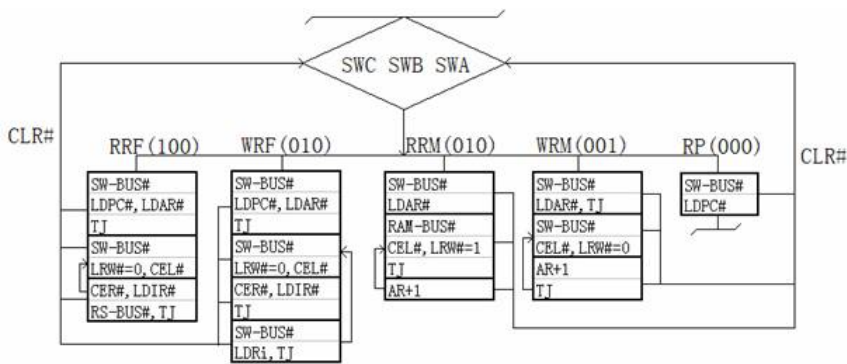 SWC SWB SWA
CLR#
CLR#
RRF(100)
WRF(010)
RRM(010)
WRM(001)
RP(000)
SW-BUS#
LDPC#, LDAR#
TJ
SW-BUS#
LRW#=0, CEL#
CER#, LDIR#
RS-BUS#, TJ
SW-BUS#
LDPC#, LDAR#
TJ
SW-BUS#
LRW#=0, CEL#
CER#, LDIR#
TJ
SW-BUS#
LDRi, TJ
SW-BUS#
LDAR#
RAM-BUS#
CEL#, LRW#=1
TJ
AR+1
SW-BUS#
LDAR#, TJ
SW-BUS#
CEL#, LRW#=0
AR+1
TJ
SW-BUS#
LDPC#